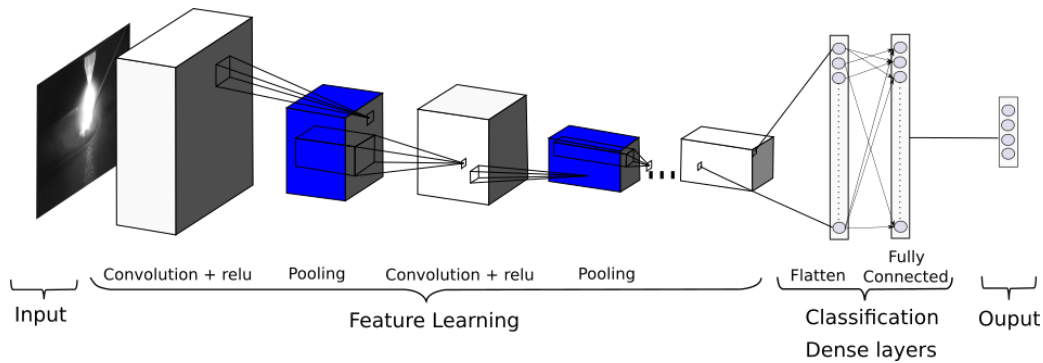 Convolution + relu
Pooling
Convolution + relu
Pooling
Flatten
Fully
Connected
Input
Feature Learning
Classification
Dense layers
Ouput